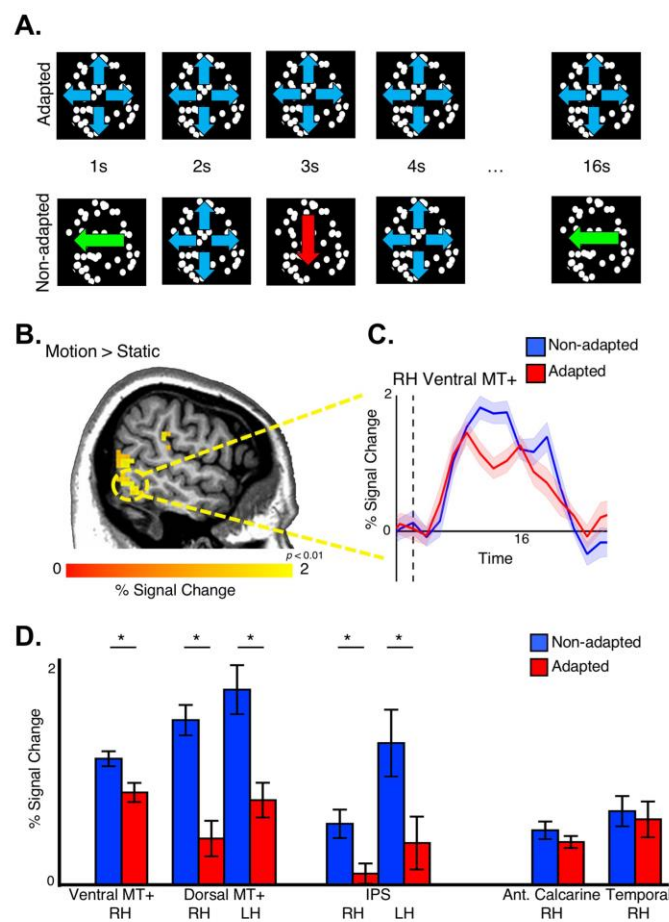 A.
Adapted
1s 2s 3s 4s ... 16s
Non-adapted
B.
Motion > Static
p < 0.01
0 2
% Signal Change
C.
Non-adapted
Adapted
RH Ventral MT+
2
% Signal Change
0
16
Time
D.
Non-adapted
Adapted
* * * * *
2
% Signal Change
0
Ventral MT+ Dorsal MT+ IPS Ant. Calcarine Temporal
RH RH LH RH LH RH RH